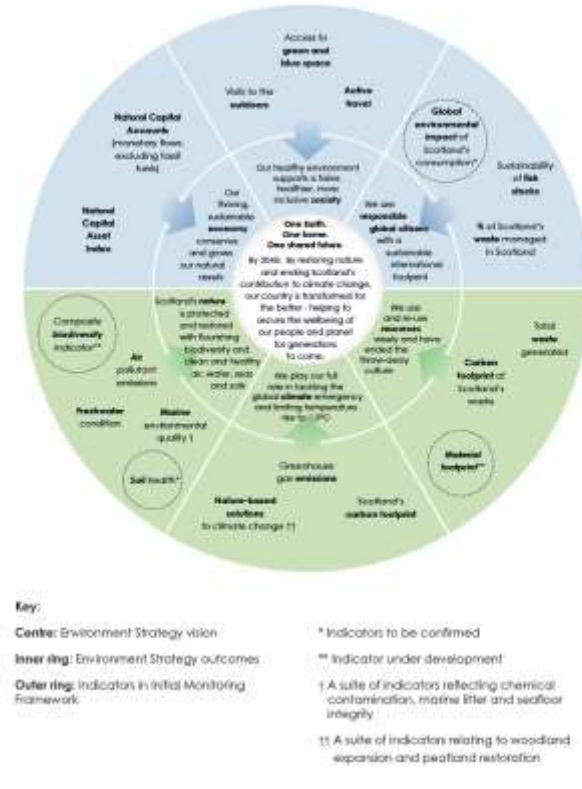 Access to
green and
blue space
Visits to the
outdoors
Active
travel
Our healthy environment
supports a fairer,
healthier, more
inclusive society
Global
environmental
impact of
Scotland's
consumption*
Sustainability
of fish
stocks
% of Scotland's
waste managed
in Scotland
We are
responsible
global citizens
with a
sustainable
international
footprint
Natural Capital
Accounts
(monetary flows,
excluding fossil
fuels)
Natural
Capital
Asset
Index
Our
thriving,
sustainable
economy
conserves
and grows
our natural
assets
One Earth.
One home.
One shared future.
By 2045: By restoring nature
and ending Scotland's
contribution to climate change,
our country is transformed for
the better - helping to
secure the wellbeing of
our people and planet
for generations
to come.
Scotland's nature
is protected
and restored
with flourishing
biodiversity and
clean and healthy
air, water, seas
and soils
Composite
biodiversity
indicator**
Air
pollutant
emissions
Freshwater
condition
Marine
environmental
quality †
Soil health*
We use
and re-use
resources
wisely and have
ended the
throw-away
culture
Total
waste
generated
Carbon
footprint of
Scotland's
waste
Material
footprint**
We play our full
role in tackling the
global climate emergency
and limiting temperature
rise to 1.5ºC
Greenhouse
gas emissions
Nature-based
solutions
to climate change ††
Scotland's
carbon footprint
Key:
Centre: Environment Strategy vision
Inner ring: Environment Strategy outcomes
Outer ring: Indicators in Initial Monitoring
Framework
* Indicators to be confirmed
** Indicator under development
† A suite of indicators reflecting chemical
contamination, marine litter and seafloor
integrity
†† A suite of indicators relating to woodland
expansion and peatland restoration